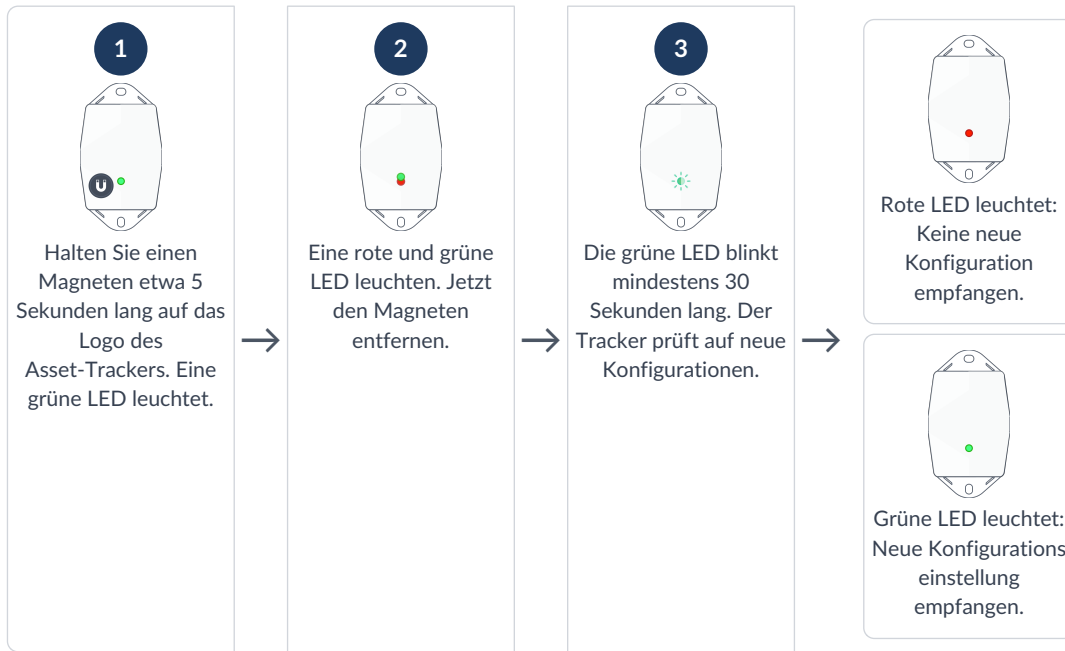 1
Halten Sie einen
Magneten etwa 5
Sekunden lang auf das
Logo des
Asset-Trackers. Eine
grüne LED leuchtet.
2
Eine rote und grüne
LED leuchten. Jetzt
den Magneten
entfernen.
3
Die grüne LED blinkt
mindestens 30
Sekunden lang. Der
Tracker prüft auf neue
Konfigurationen.
Rote LED leuchtet:
Keine neue
Konfiguration
empfangen.
Grüne LED leuchtet:
Neue Konfigurations
einstellung
empfangen.